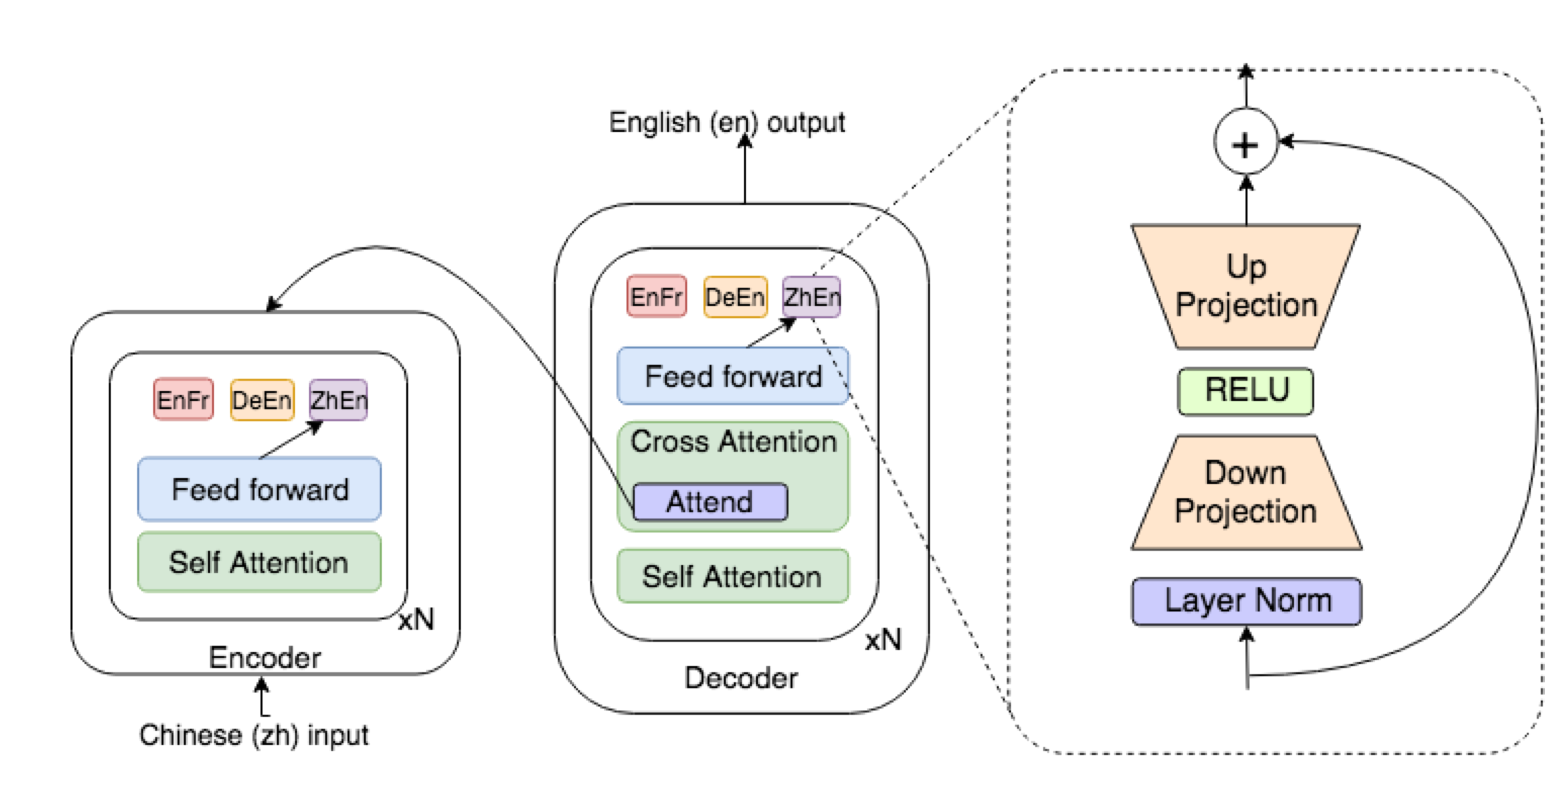 EnFr
DeEn
ZhEn
Feed forward
Self Attention
xN
Encoder
Chinese (zh) input
English (en) output
EnFr
DeEn
ZhEn
Feed forward
Cross Attention
Attend
Self Attention
xN
Decoder
+
Up
Projection
RELU
Down
Projection
Layer Norm